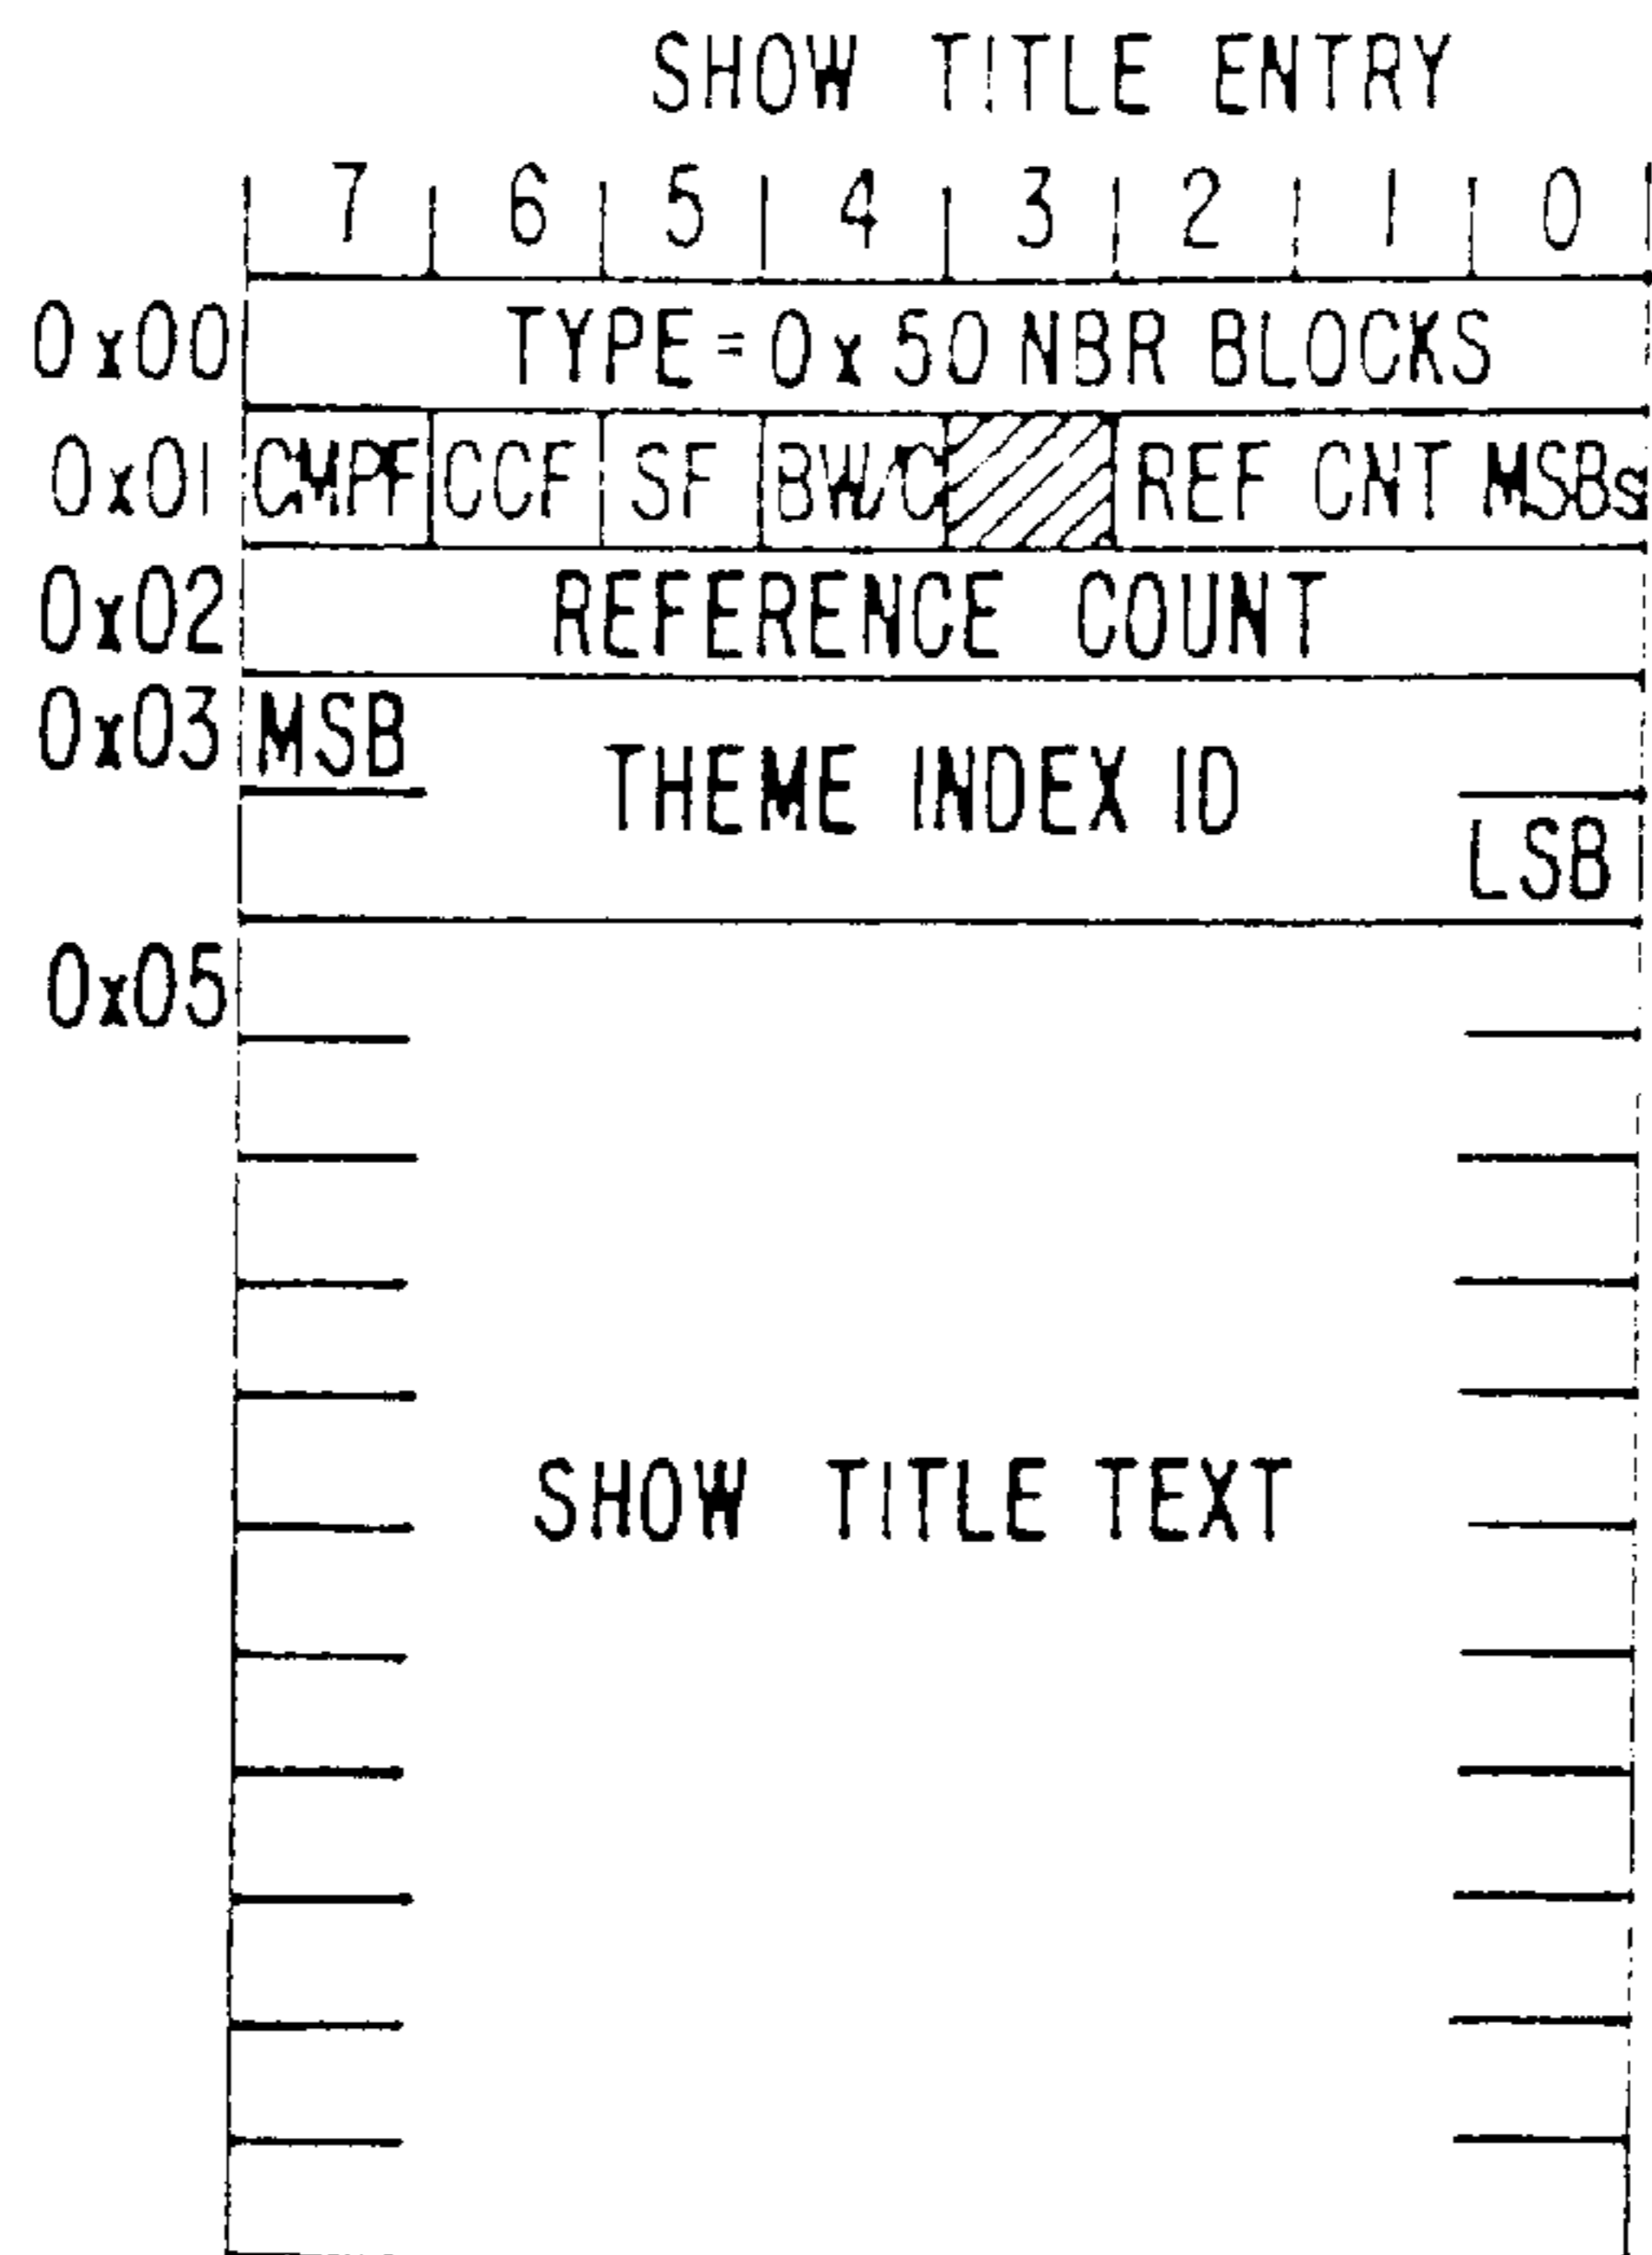 SHOW TITLE ENTRY
7 6 5 4 3 2 1 0
0x00 TYPE = 0x50 NBR BLOCKS
0x01 CMPF CCF SF BW/C REF CNT MSBs
0x02 REFERENCE COUNT
0x03 MSB
THEME INDEX ID
LSB
0x05
SHOW TITLE TEXT